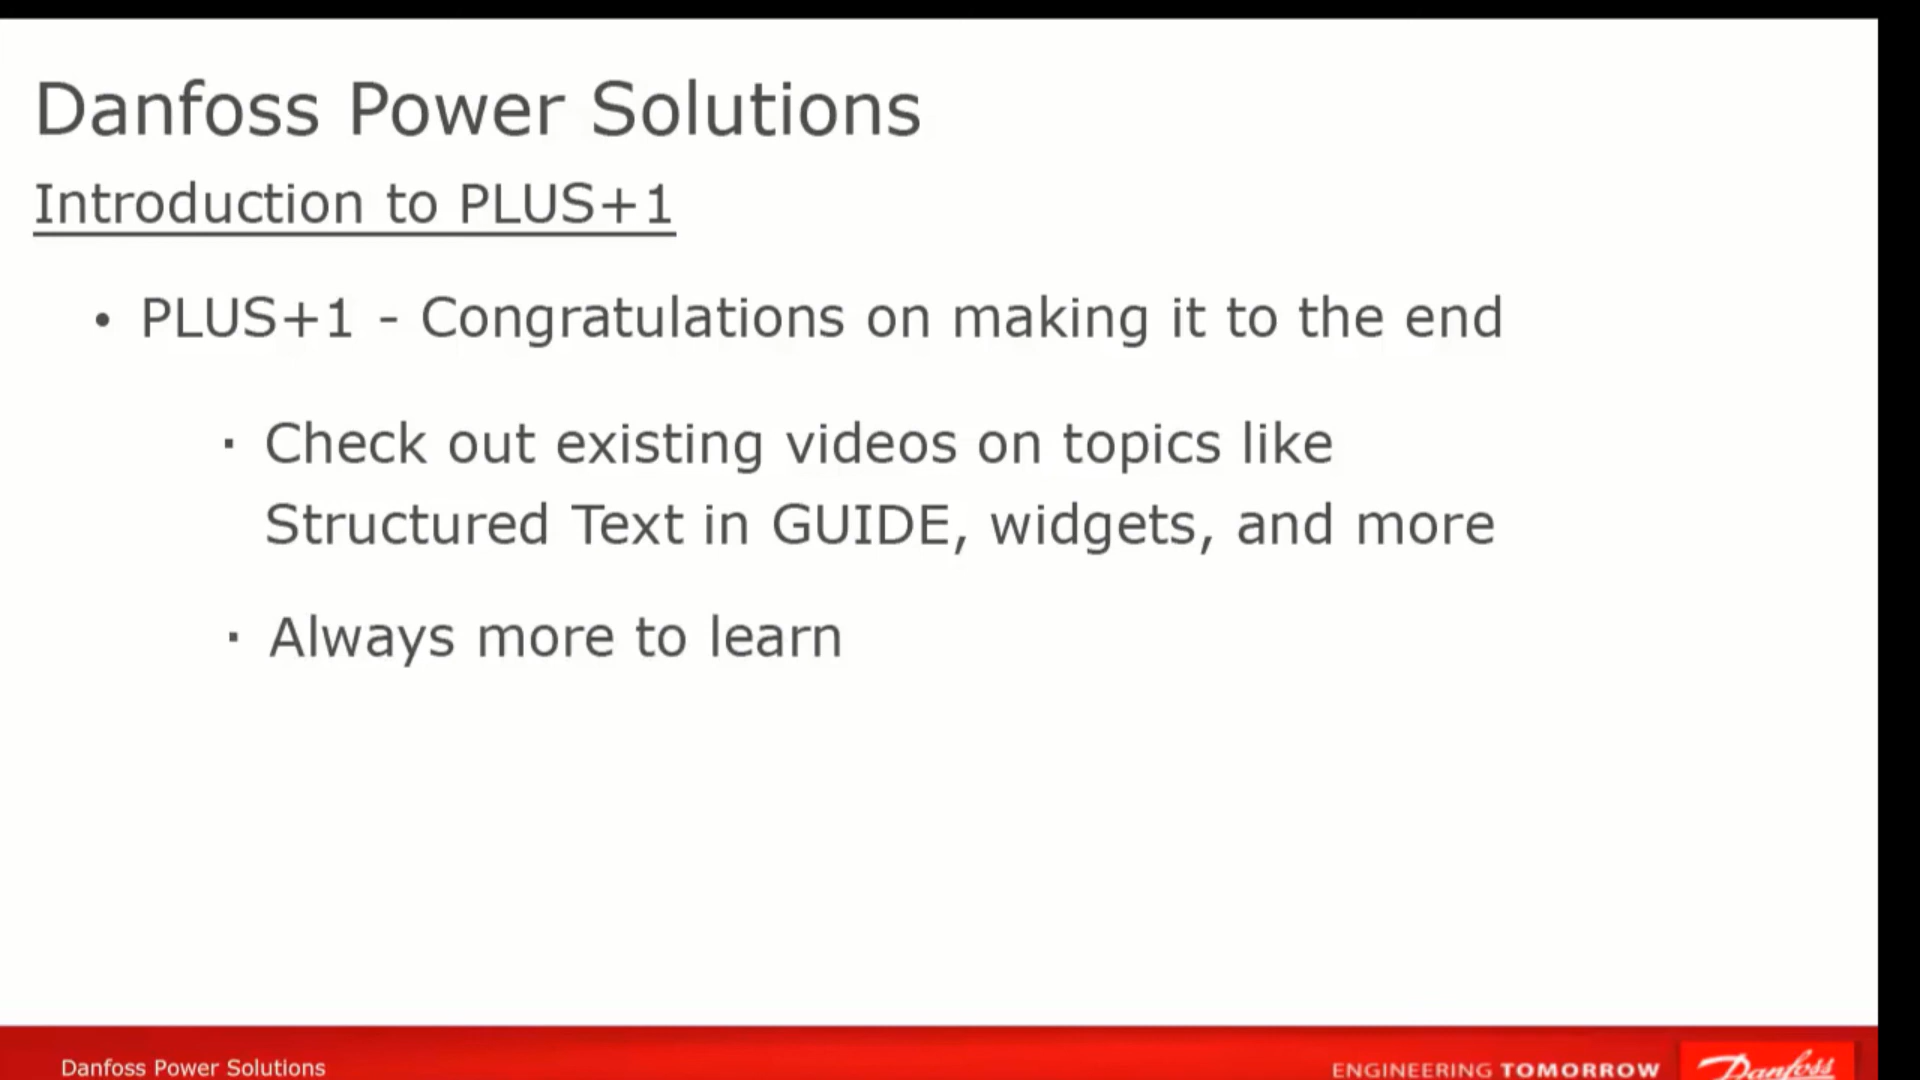 Danfoss Power Solutions
Introduction to PLUS+1
• PLUS+1 - Congratulations on making it to the end
▪ Check out existing videos on topics like
Structured Text in GUIDE, widgets, and more
▪ Always more to learn
Danfoss Power Solutions
ENGINEERING TOMORROW
Danfoss